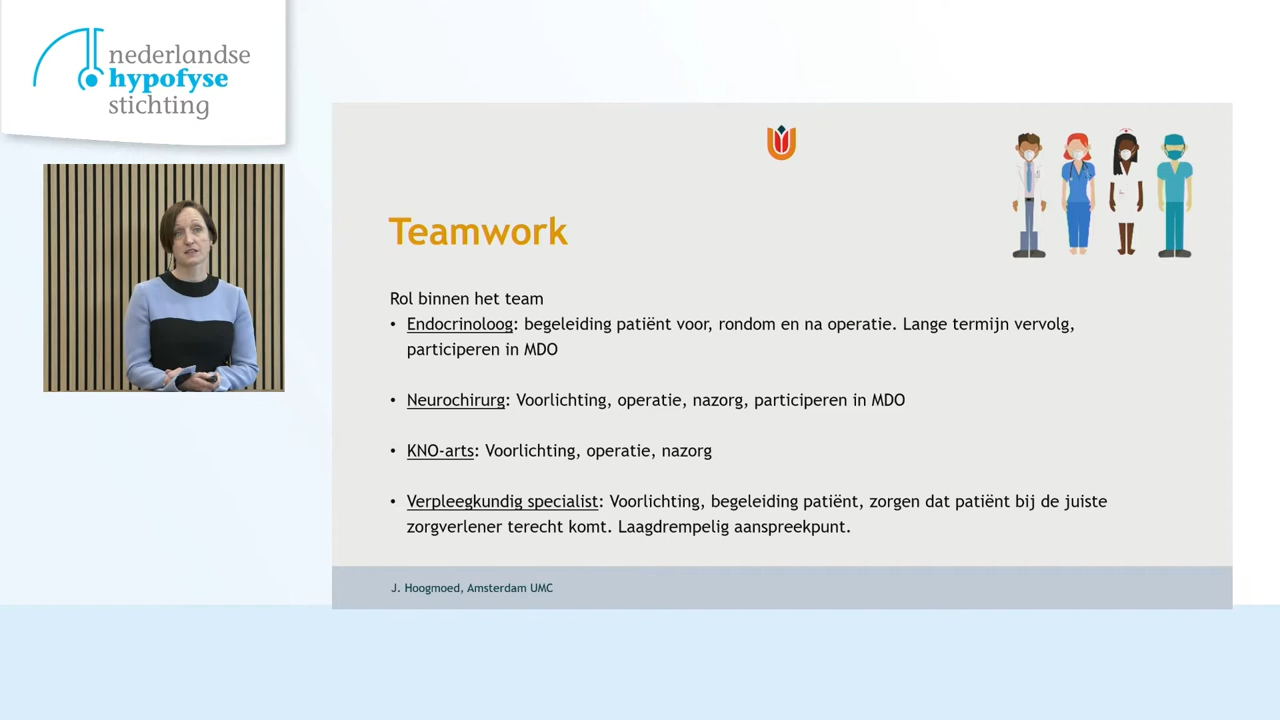 nederlandse
hypofyse
stichting
Teamwork
Rol binnen het team
• Endocrinoloog: begeleiding patiënt voor, rondom en na operatie. Lange termijn vervolg,
participeren in MDO
• Neurochirurg: Voorlichting, operatie, nazorg, participeren in MDO
• KNO-arts: Voorlichting, operatie, nazorg
• Verpleegkundig specialist: Voorlichting, begeleiding patiënt, zorgen dat patiënt bij de juiste
zorgverlener terecht komt. Laagdrempelig aanspreekpunt.
J. Hoogmoed, Amsterdam UMC